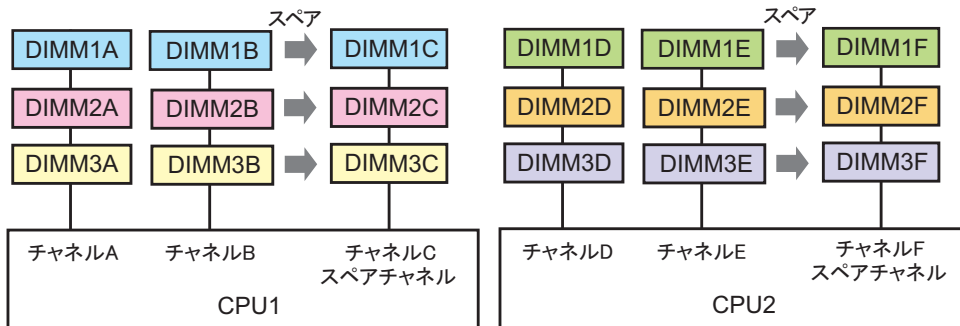 スペア スペア
DIMM1A DIMM1B DIMM1C DIMM1D DIMM1E DIMM1F
DIMM2A DIMM2B DIMM2C DIMM2D DIMM2E DIMM2F
DIMM3A DIMM3B DIMM3C DIMM3D DIMM3E DIMM3F
チャネルA チャネルB チャネルC チャネルD チャネルE チャネルF
スペアチャネル スペアチャネル
CPU1 CPU2